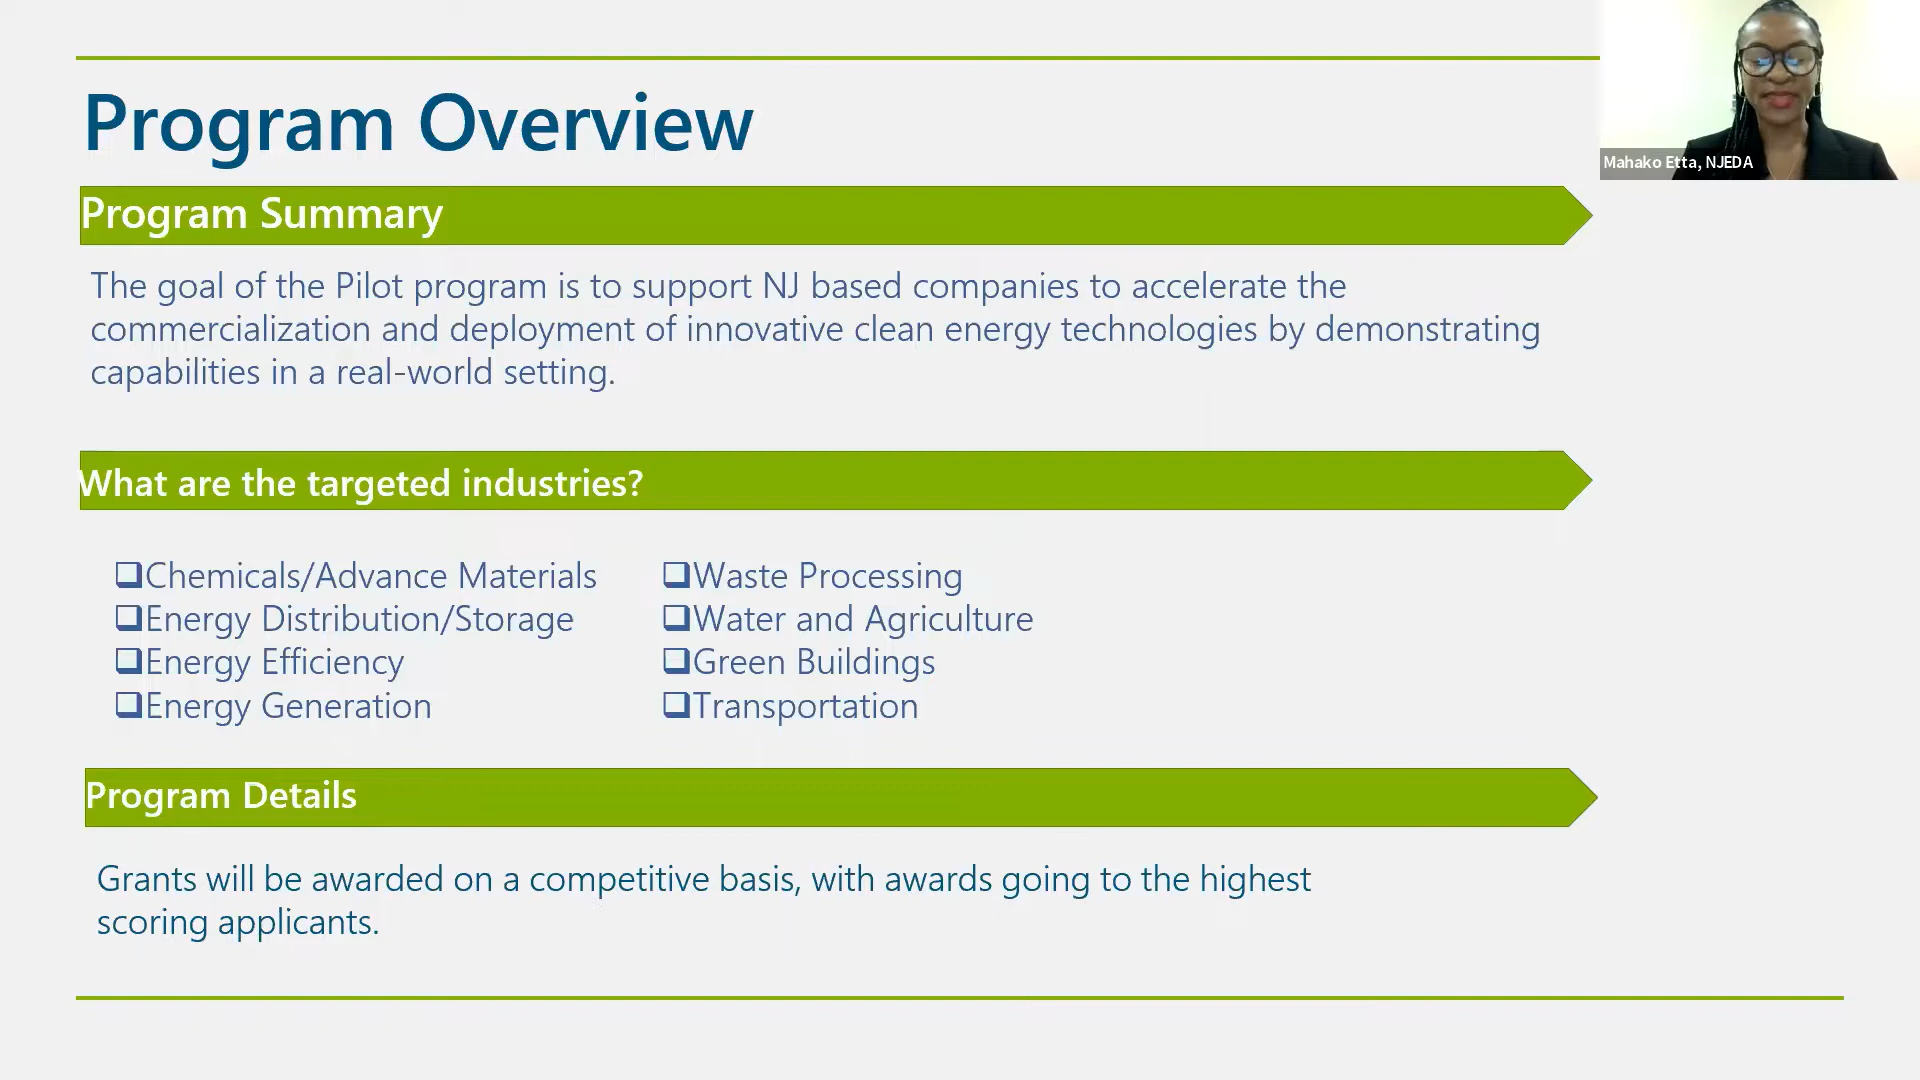 Program Overview
Mahako Etta, NJEDA
Program Summary
The goal of the Pilot program is to support NJ based companies to accelerate the
commercialization and deployment of innovative clean energy technologies by demonstrating
capabilities in a real-world setting.
What are the targeted industries?
❑Chemicals/Advance Materials
❑Energy Distribution/Storage
❑Energy Efficiency
❑Energy Generation
❑Waste Processing
❑Water and Agriculture
❑Green Buildings
❑Transportation
Program Details
Grants will be awarded on a competitive basis, with awards going to the highest
scoring applicants.